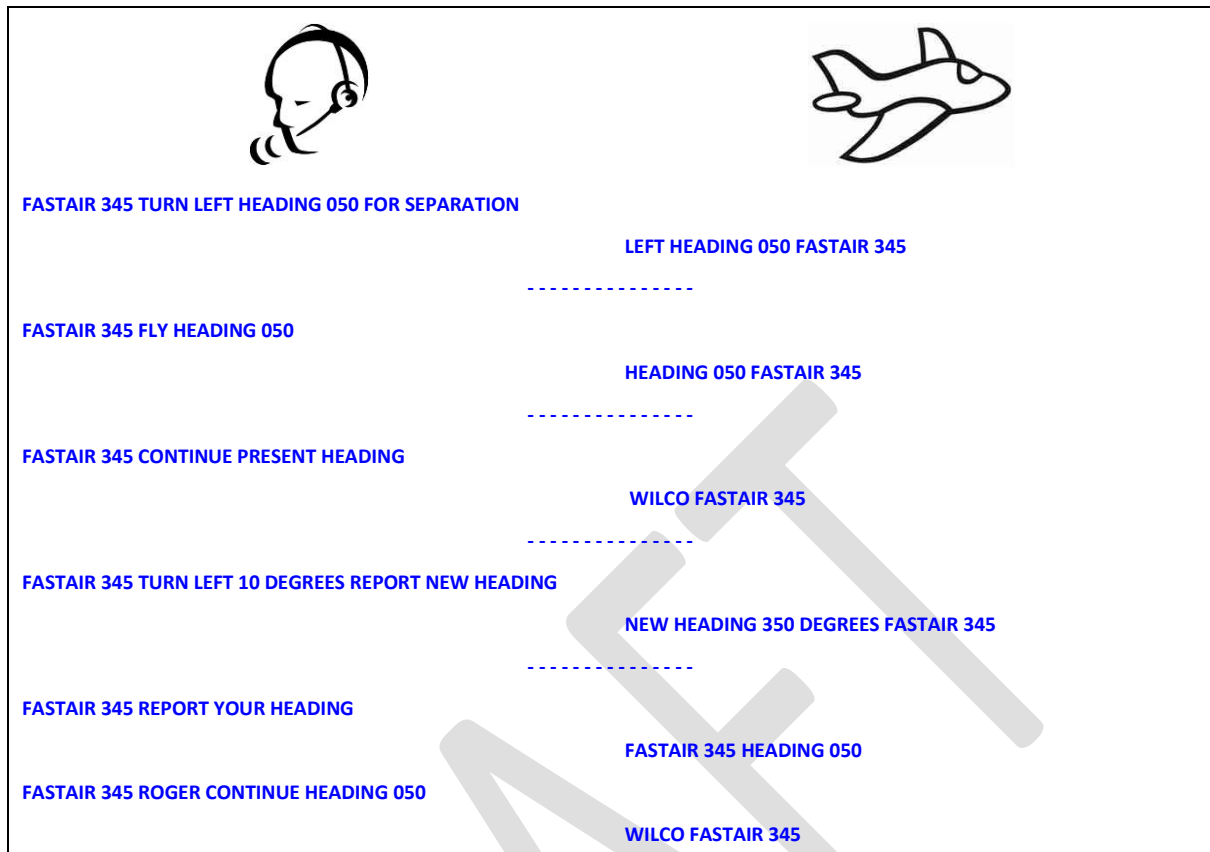 FASTAIR 345 TURN LEFT HEADING 050 FOR SEPARATION
LEFT HEADING 050 FASTAIR 345
- - - - - - - - - - - - - - -
FASTAIR 345 FLY HEADING 050
HEADING 050 FASTAIR 345
- - - - - - - - - - - - - - -
FASTAIR 345 CONTINUE PRESENT HEADING
WILCO FASTAIR 345
- - - - - - - - - - - - - - -
FASTAIR 345 TURN LEFT 10 DEGREES REPORT NEW HEADING
NEW HEADING 350 DEGREES FASTAIR 345
- - - - - - - - - - - - - - -
FASTAIR 345 REPORT YOUR HEADING
FASTAIR 345 HEADING 050
FASTAIR 345 ROGER CONTINUE HEADING 050
WILCO FASTAIR 345